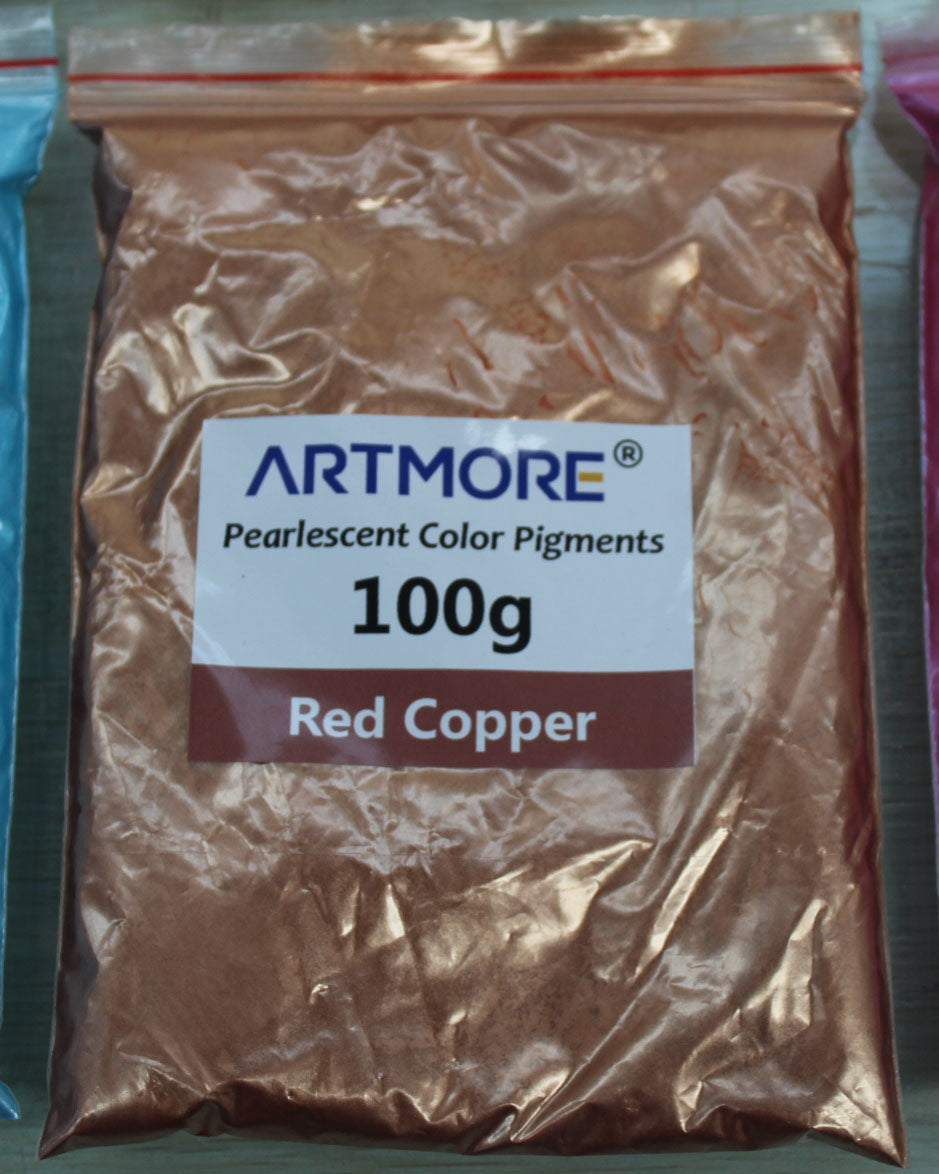 ARTMORE®
Pearlescent Color Pigments
100g
Red Copper